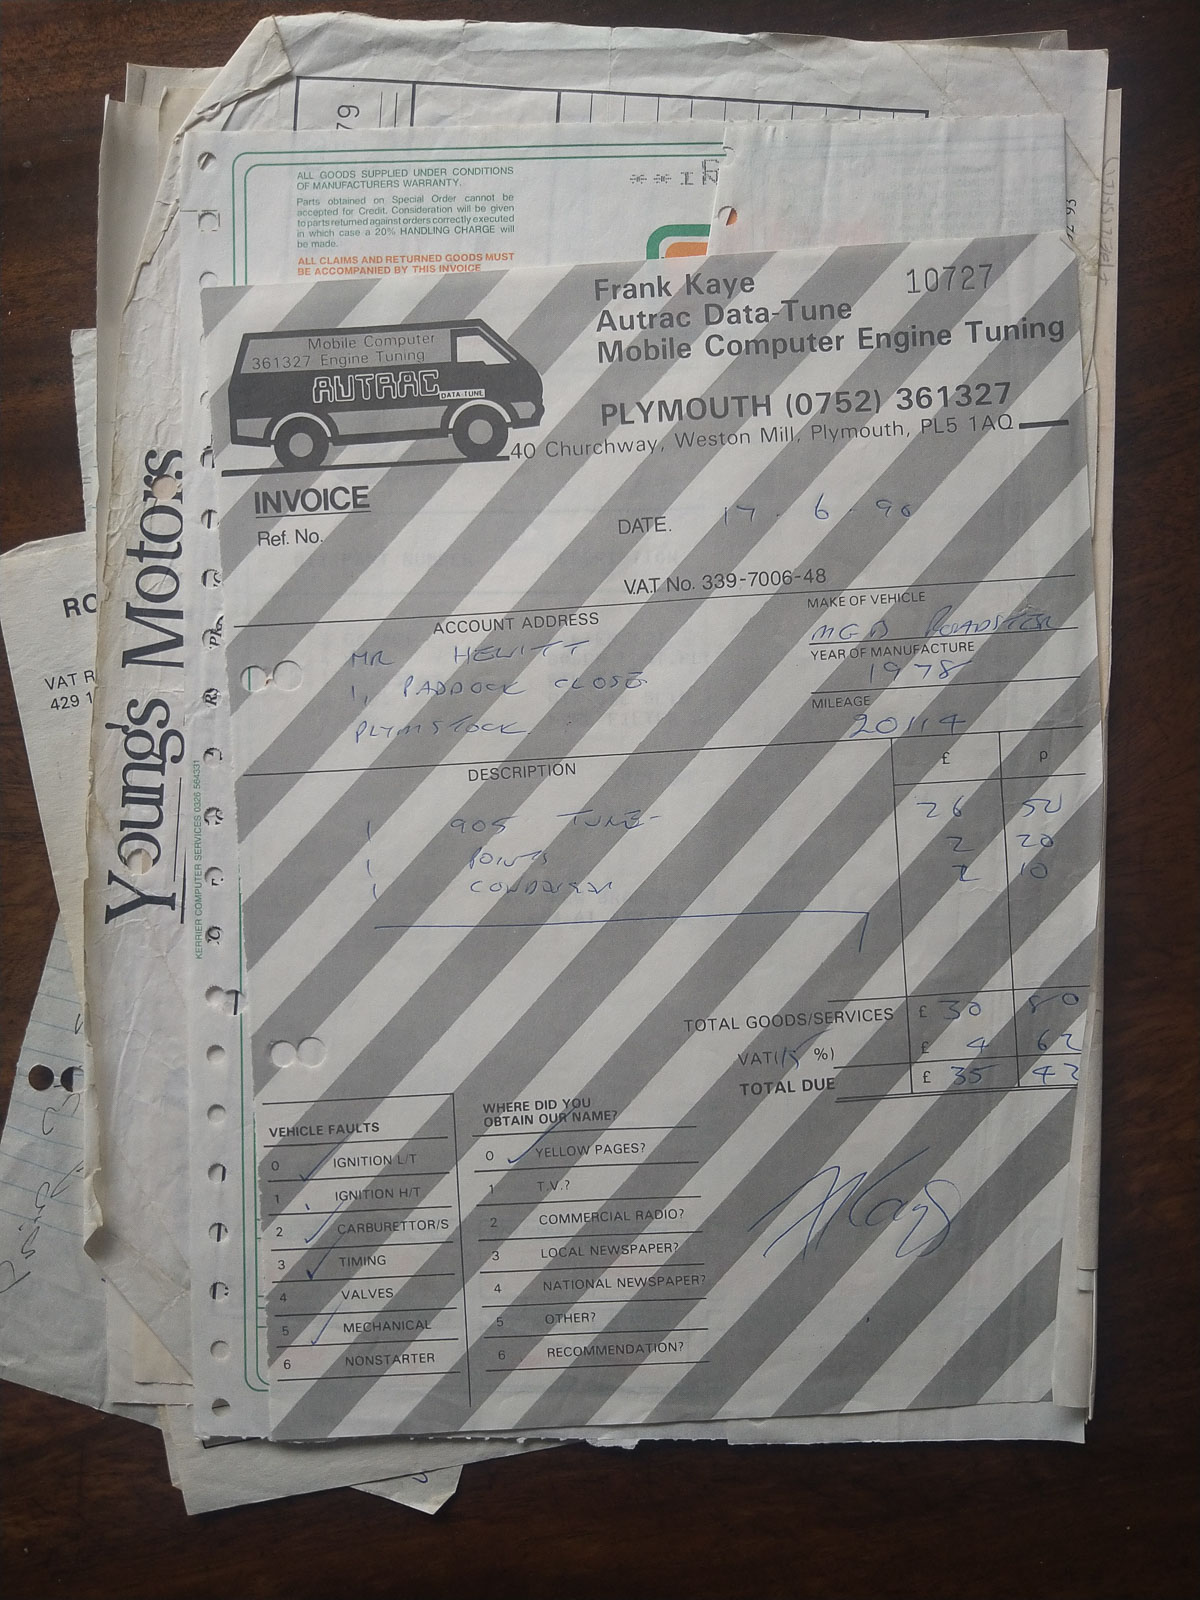 79
ALL GOODS SUPPLIED UNDER CONDITIONS
OF MANUFACTURERS WARRANTY.
Parts obtained on Special Order cannot be
accepted for Credit. Consideration will be given
to parts returned against orders correctly executed
in which case a 20% HANDLING CHARGE will
be made.
ALL CLAIMS AND RETURNED GOODS MUST
BE ACCOMPANIED BY THIS INVOICE
Frank Kaye 10727
Autrac Data-Tune
Mobile Computer Engine Tuning
PLYMOUTH (0752) 361327
40 Churchway, Weston Mill, Plymouth, PL5 1AQ
Mobile Computer
361327 Engine Tuning
AUTRAC
DATA-TUNE
INVOICE
Ref. No.
DATE. 17 . 6 . 90
VAT No. 339-7006-48
ACCOUNT ADDRESS
MR HEWITT
1, PADDOCK CLOSE
PLYMSTOCK
MAKE OF VEHICLE
MGB ROADSTER
YEAR OF MANUFACTURE
1978
MILEAGE
20114
DESCRIPTION £ P
1 905 TUNE 26 50
1 POINTS 2 20
1 CONDENSER 2 10
TOTAL GOODS/SERVICES £ 30 80
VAT (15 %) £ 4 62
TOTAL DUE £ 35 42
VEHICLE FAULTS
0 IGNITION L/T
1 IGNITION H/T
2 CARBURETTOR/S
3 TIMING
4 VALVES
5 MECHANICAL
6 NONSTARTER
WHERE DID YOU
OBTAIN OUR NAME?
0 YELLOW PAGES?
1 T.V.?
2 COMMERCIAL RADIO?
3 LOCAL NEWSPAPER?
4 NATIONAL NEWSPAPER?
5 OTHER?
6 RECOMMENDATION?
FKaye
Young's Motors
KERRIER COMPUTER SERVICES 0326 564331
RO
VAT R
429 1